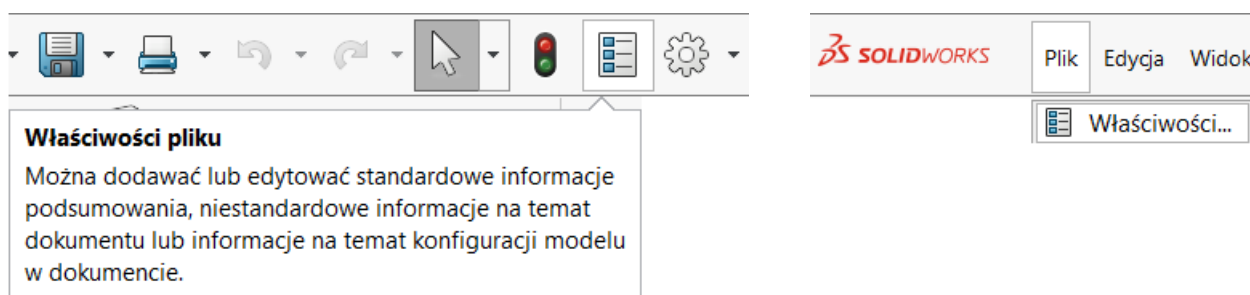 SOLIDWORKS
Plik Edycja Widok
Właściwości...
Właściwości pliku
Można dodawać lub edytować standardowe informacje
podsumowania, niestandardowe informacje na temat
dokumentu lub informacje na temat konfiguracji modelu
w dokumencie.